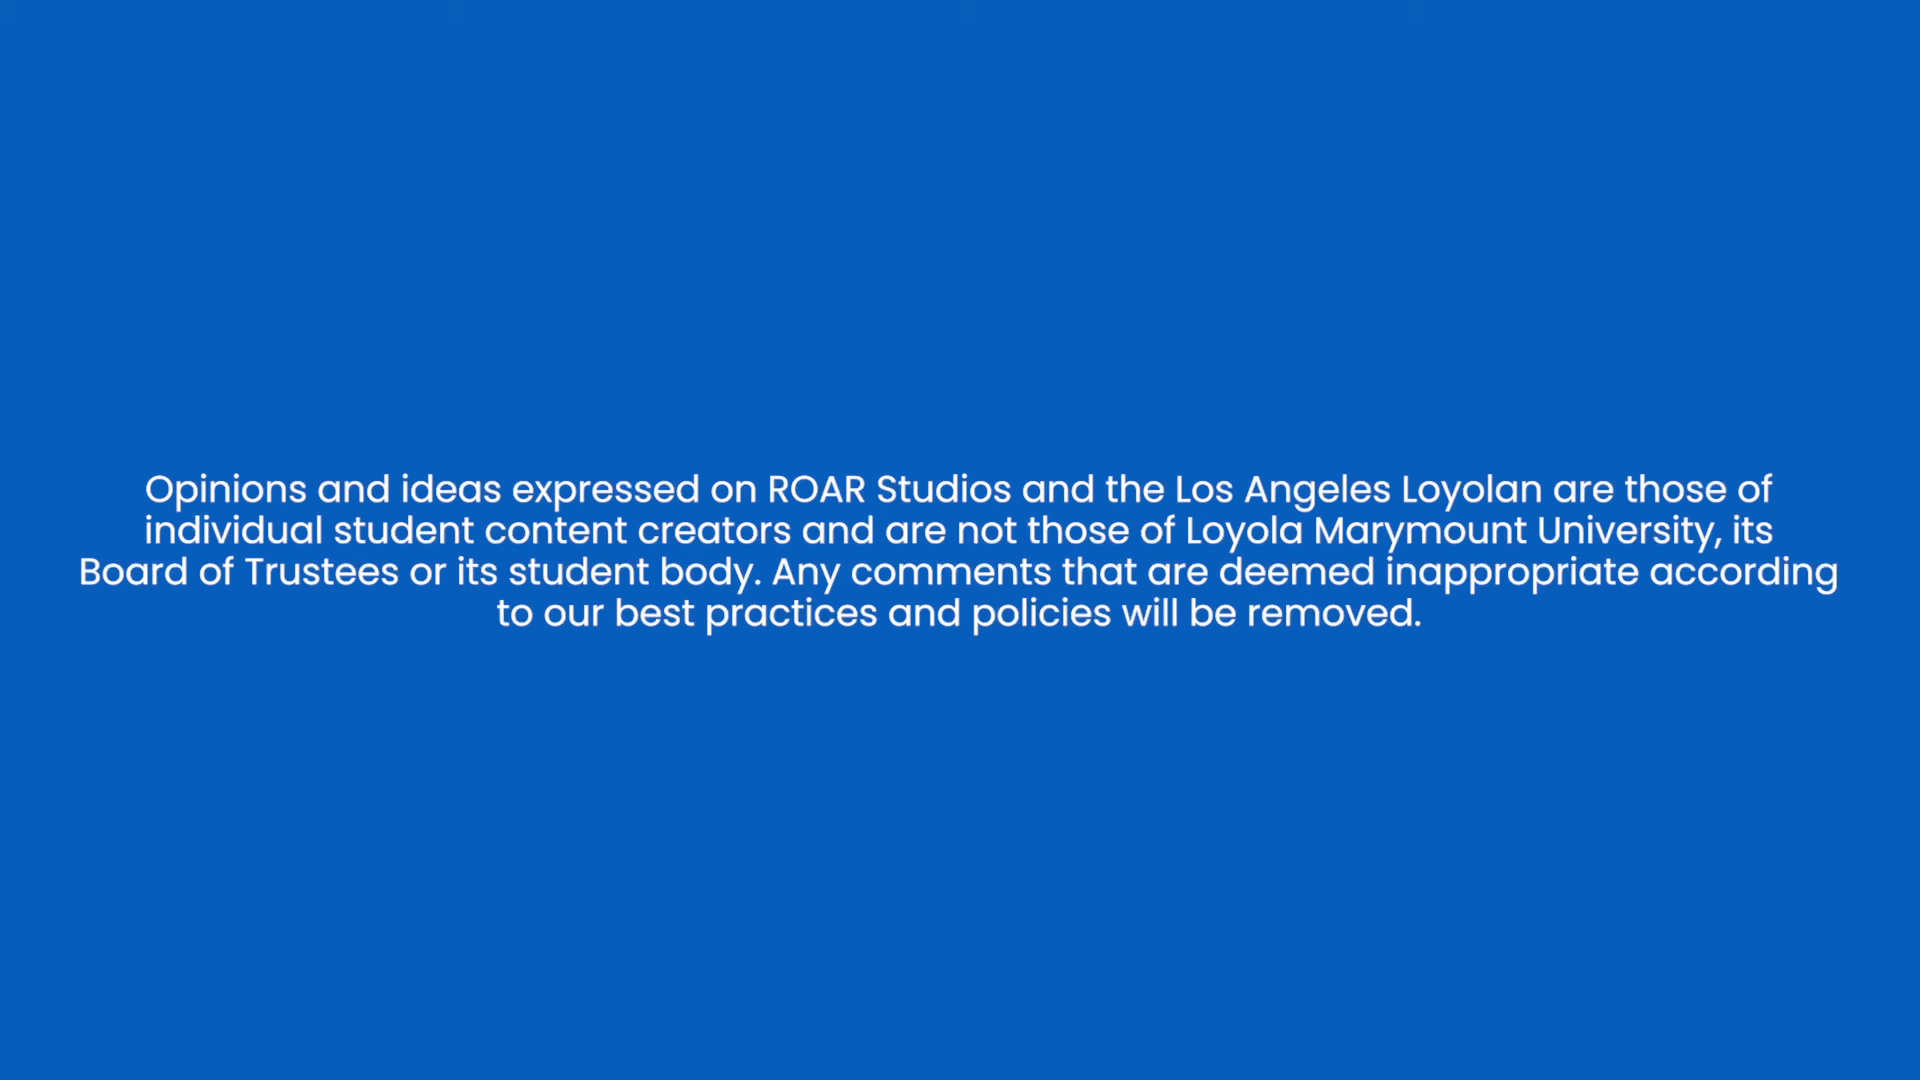 Opinions and ideas expressed on ROAR Studios and the Los Angeles Loyolan are those of
individual student content creators and are not those of Loyola Marymount University, its
Board of Trustees or its student body. Any comments that are deemed inappropriate according
to our best practices and policies will be removed.